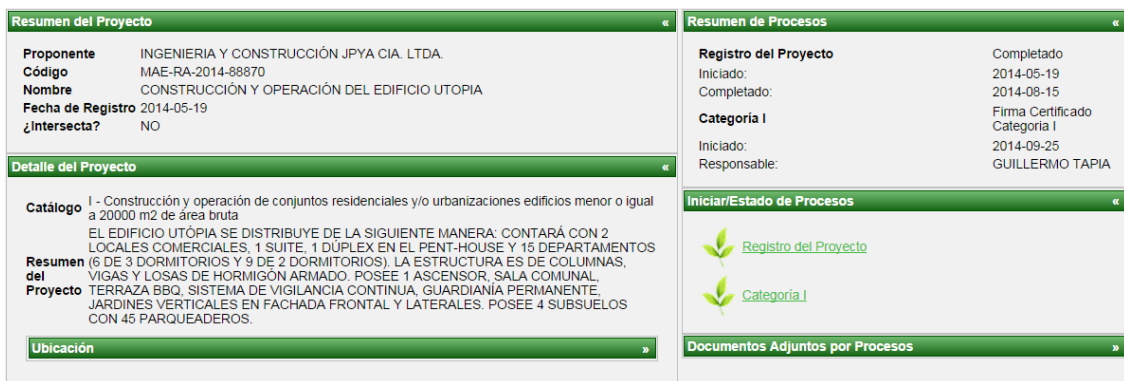 Resumen del Proyecto «
Proponente INGENIERIA Y CONSTRUCCIÓN JPYA CIA. LTDA.
Código MAE-RA-2014-88870
Nombre CONSTRUCCIÓN Y OPERACIÓN DEL EDIFICIO UTOPIA
Fecha de Registro 2014-05-19
¿Intersecta? NO
Detalle del Proyecto «
Catálogo I - Construcción y operación de conjuntos residenciales y/o urbanizaciones edificios menor o igual
a 20000 m2 de área bruta
EL EDIFICIO UTÓPIA SE DISTRIBUYE DE LA SIGUIENTE MANERA: CONTARÁ CON 2
LOCALES COMERCIALES, 1 SUITE, 1 DÚPLEX EN EL PENT-HOUSE Y 15 DEPARTAMENTOS
Resumen (6 DE 3 DORMITORIOS Y 9 DE 2 DORMITORIOS). LA ESTRUCTURA ES DE COLUMNAS,
del VIGAS Y LOSAS DE HORMIGÓN ARMADO. POSEE 1 ASCENSOR, SALA COMUNAL,
Proyecto TERRAZA BBQ, SISTEMA DE VIGILANCIA CONTINUA, GUARDIANÍA PERMANENTE,
JARDINES VERTICALES EN FACHADA FRONTAL Y LATERALES. POSEE 4 SUBSUELOS
CON 45 PARQUEADEROS.
Ubicación »
Resumen de Procesos «
Registro del Proyecto Completado
Iniciado: 2014-05-19
Completado: 2014-08-15
Categoría I Firma Certificado
Categoria I
Iniciado: 2014-09-25
Responsable: GUILLERMO TAPIA
Iniciar/Estado de Procesos «
Registro del Proyecto
Categoría I
Documentos Adjuntos por Procesos »